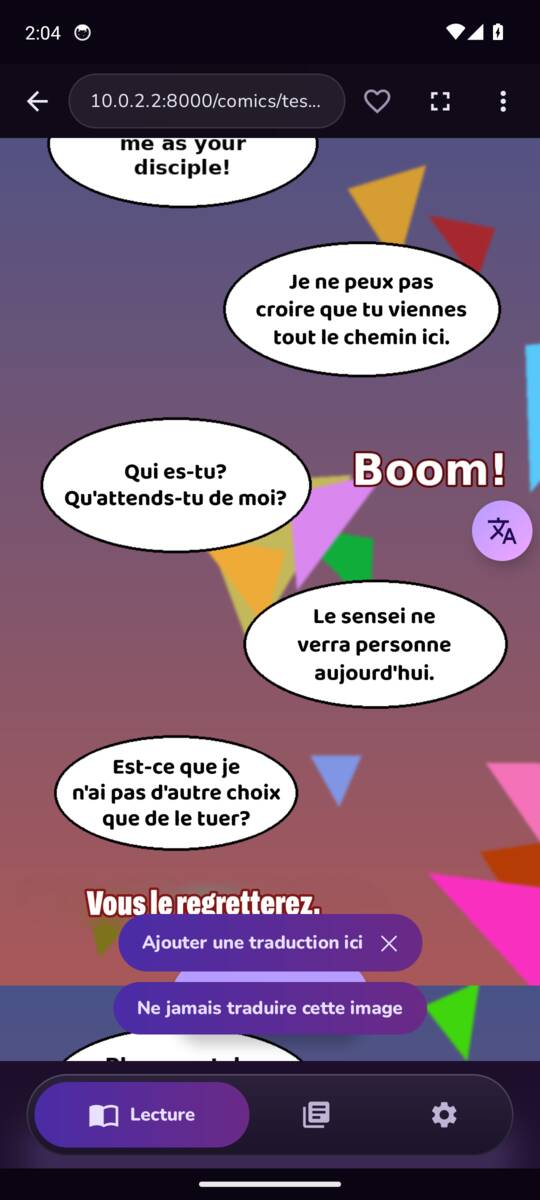 2:04
10.0.2.2:8000/comics/tes...
me as your
disciple!
Je ne peux pas
croire que tu viennes
tout le chemin ici.
Qui es-tu?
Qu'attends-tu de moi?
Boom!
Le sensei ne
verra personne
aujourd'hui.
Est-ce que je
n'ai pas d'autre choix
que de le tuer?
Vous le regretterez.
Ajouter une traduction ici
Ne jamais traduire cette image
Lecture